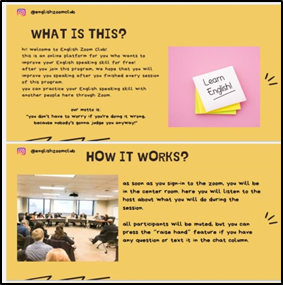 @englishzoomclub
WHAT IS THIS?
hi! Welcome to English Zoom Club!
this is an online platform for you who wants to
improve your English speaking skill for free!
after you join this program, we hope that you will
improve you speaking after you finished every session
of this program.
you can practise your English speaking skill with
another people here through Zoom.
our motto is:
"you don't have to worry if you're doing it wrong,
because nobody's gonna judge you anyway!"
Learn
English!
@englishzoomclub
HOW IT WORKS?
as soon as you sign-in to the zoom, you will be
in the center room. here you will listen to the
host about what you will do during the
session.
all participants will be muted, but you can
press the "raise hand" feature if you have
any question or text it in the chat column.